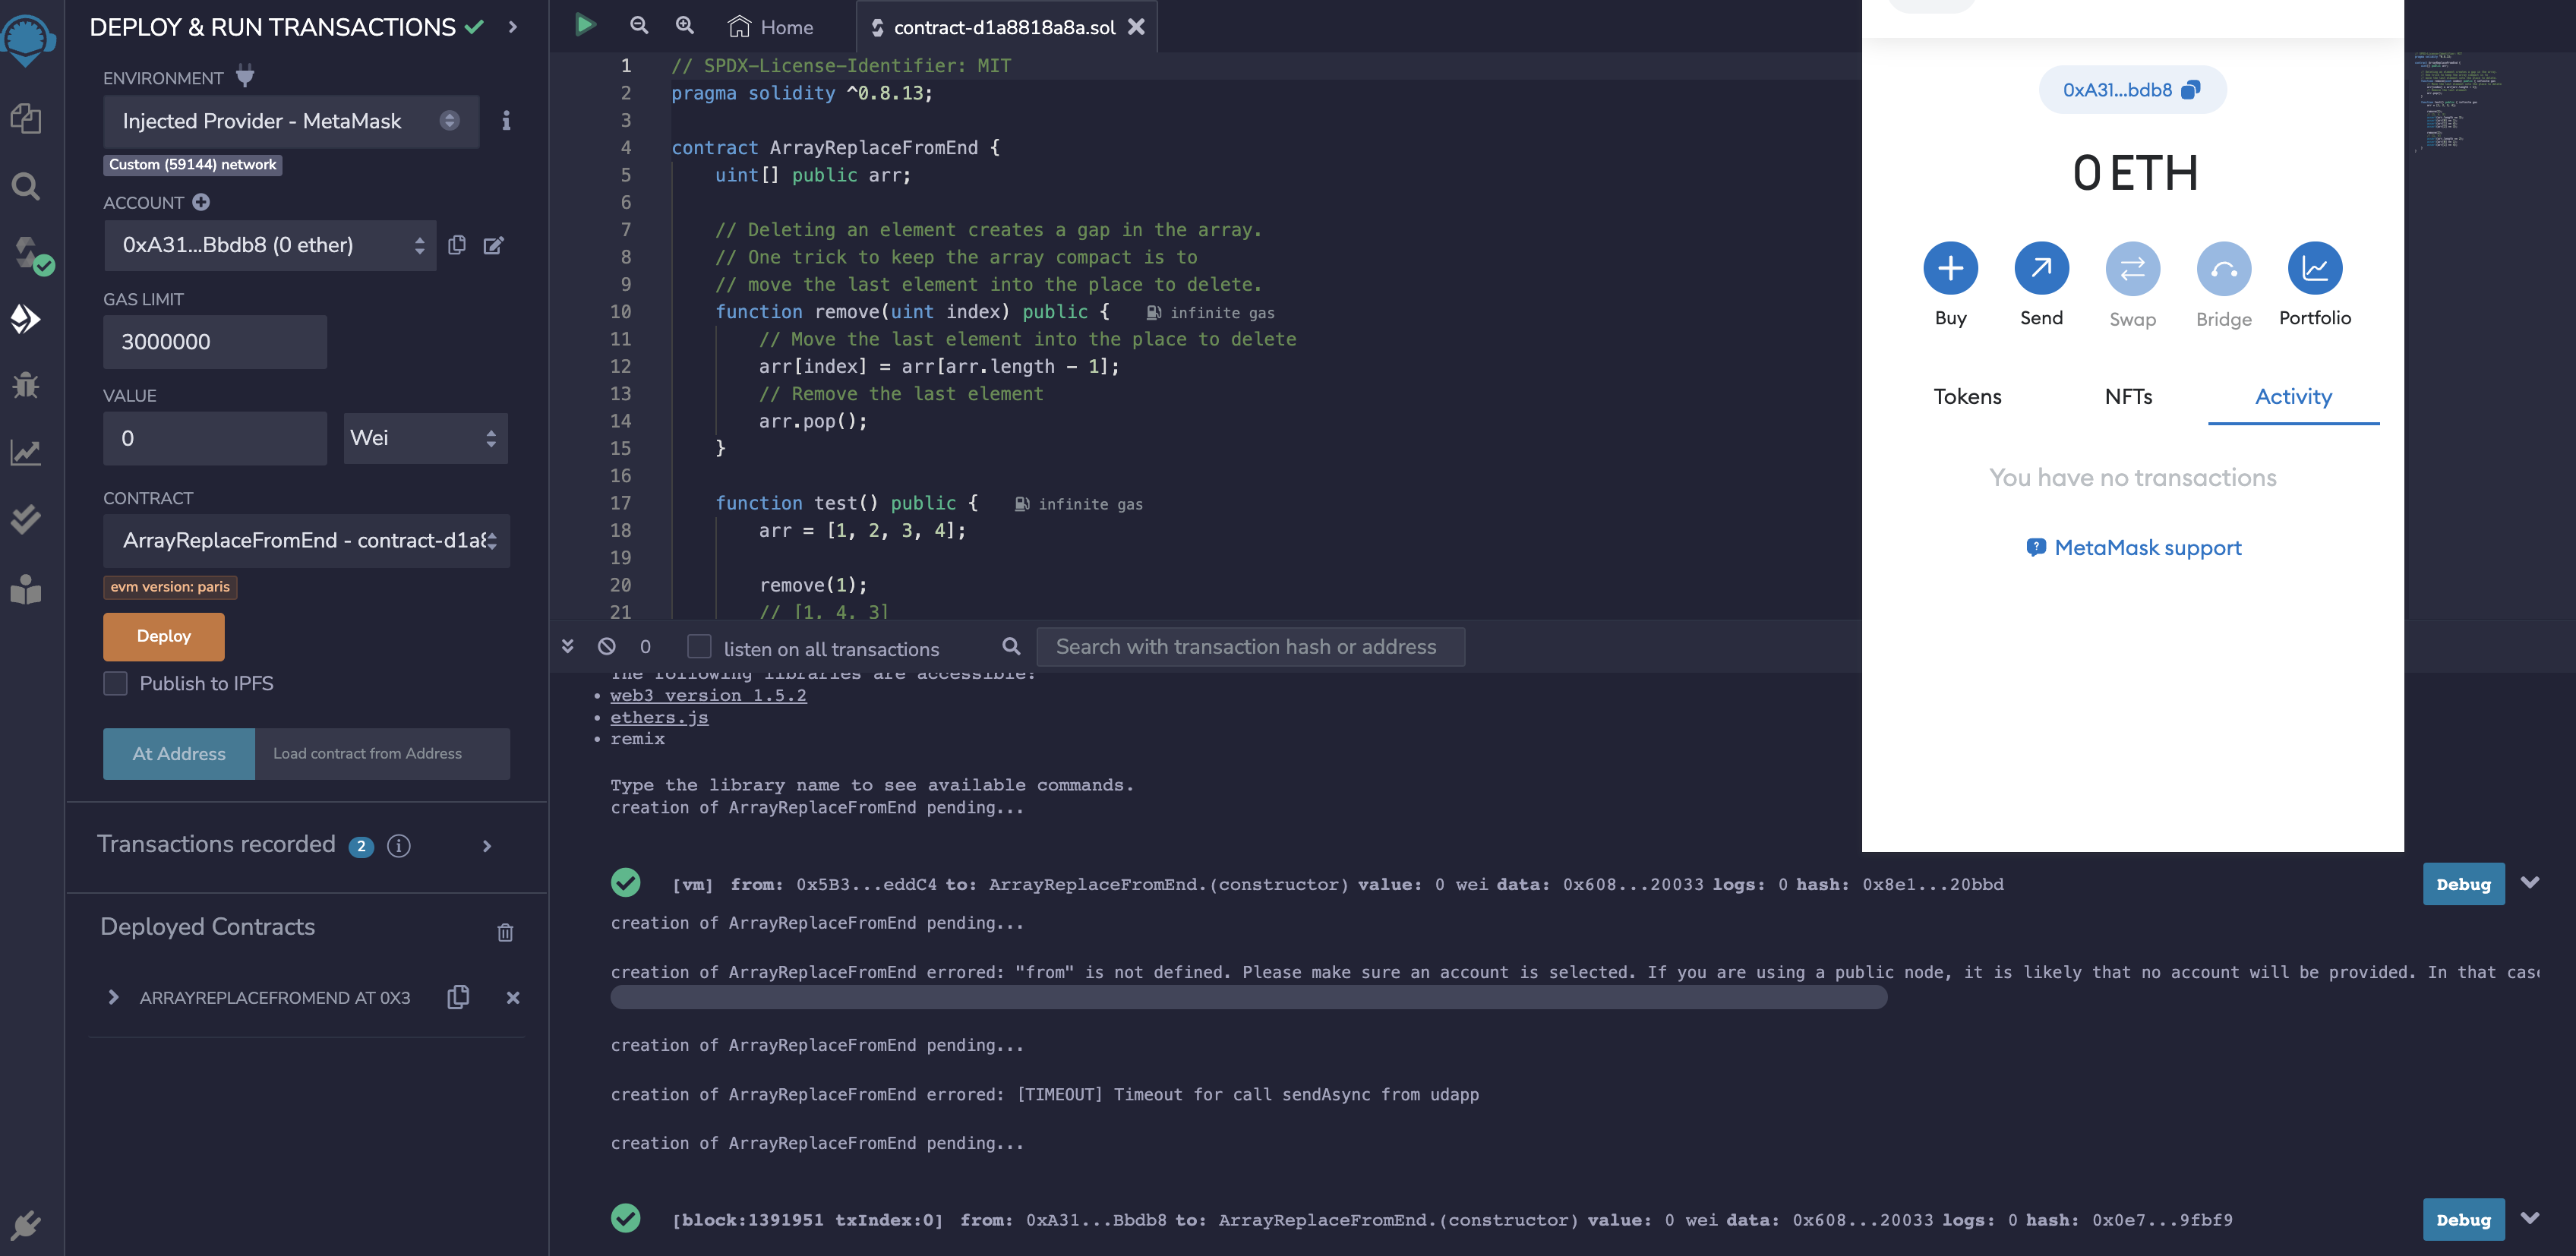 DEPLOY & RUN TRANSACTIONS
ENVIRONMENT
Injected Provider - MetaMask
Custom (59144) network
ACCOUNT
0xA31...Bbdb8 (0 ether)
GAS LIMIT
3000000
VALUE
0
Wei
CONTRACT
ArrayReplaceFromEnd - contract-d1a8
evm version: paris
Deploy
Publish to IPFS
At Address
Load contract from Address
Transactions recorded 2
Deployed Contracts
ARRAYREPLACEFROMEND AT 0X3
Home
contract-d1a8818a8a.sol
1 // SPDX-License-Identifier: MIT
2 pragma solidity ^0.8.13;
3
4 contract ArrayReplaceFromEnd {
5 uint[] public arr;
6
7 // Deleting an element creates a gap in the array.
8 // One trick to keep the array compact is to
9 // move the last element into the place to delete.
10 function remove(uint index) public { infinite gas
11 // Move the last element into the place to delete
12 arr[index] = arr[arr.length - 1];
13 // Remove the last element
14 arr.pop();
15 }
16
17 function test() public { infinite gas
18 arr = [1, 2, 3, 4];
19
20 remove(1);
21 // [1, 4, 3]
0
listen on all transactions
Search with transaction hash or address
The following libraries are accessible:
• web3 version 1.5.2
• ethers.js
• remix
Type the library name to see available commands.
creation of ArrayReplaceFromEnd pending...
[vm] from: 0x5B3...eddC4 to: ArrayReplaceFromEnd.(constructor) value: 0 wei data: 0x608...20033 logs: 0 hash: 0x8e1...20bbd
Debug
creation of ArrayReplaceFromEnd pending...
creation of ArrayReplaceFromEnd errored: "from" is not defined. Please make sure an account is selected. If you are using a public node, it is likely that no account will be provided. In that case
creation of ArrayReplaceFromEnd pending...
creation of ArrayReplaceFromEnd errored: [TIMEOUT] Timeout for call sendAsync from udapp
creation of ArrayReplaceFromEnd pending...
[block:1391951 txIndex:0] from: 0xA31...Bbdb8 to: ArrayReplaceFromEnd.(constructor) value: 0 wei data: 0x608...20033 logs: 0 hash: 0x0e7...9fbf9
Debug
0xA31...bdb8
0 ETH
Buy
Send
Swap
Bridge
Portfolio
Tokens
NFTs
Activity
You have no transactions
MetaMask support